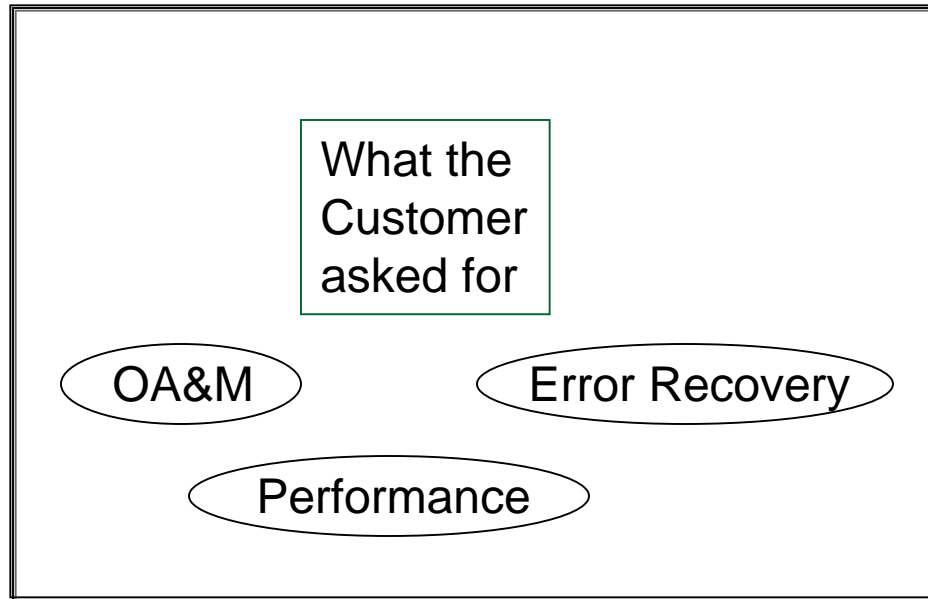 What the
Customer
asked for
OA&M
Error Recovery
Performance